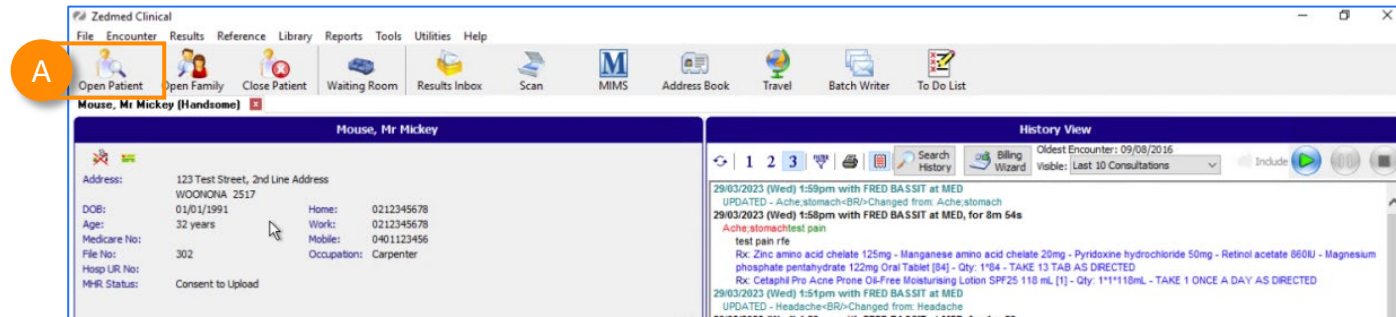 Zedmed Clinical
File Encounter Results Reference Library Reports Tools Utilities Help
A
Open Patient Open Family Close Patient Waiting Room Results Inbox Scan M MIMS Address Book Travel Batch Writer To Do List
Mouse, Mr Mickey (Handsome)
Mouse, Mr Mickey
Address: 123 Test Street, 2nd Line Address
WOONONA 2517
DOB: 01/01/1991 Home: 0212345678
Age: 32 years Work: 0212345678
Medicare No: Mobile: 0401123456
File No: 302 Occupation: Carpenter
Hosp UR No:
MHR Status: Consent to Upload
History View
1 2 3 Search History Billing Wizard Oldest Encounter: 09/08/2016
Visible: Last 10 Consultations Include
29/03/2023 (Wed) 1:59pm with FRED BASSIT at MED
UPDATED - Ache;stomach<BR/>Changed from: Ache;stomach
29/03/2023 (Wed) 1:58pm with FRED BASSIT at MED, for 8m 54s
Ache;stomachtest pain
test pain rfe
Rx: Zinc amino acid chelate 125mg - Manganese amino acid chelate 20mg - Pyridoxine hydrochloride 50mg - Retinol acetate 860IU - Magnesium
phosphate pentahydrate 122mg Oral Tablet [84] - Qty: 1*84 - TAKE 13 TAB AS DIRECTED
Rx: Cetaphil Pro Acne Prone Oil-Free Moisturising Lotion SPF25 118 mL [1] - Qty: 1*1*118mL - TAKE 1 ONCE A DAY AS DIRECTED
29/03/2023 (Wed) 1:51pm with FRED BASSIT at MED
UPDATED - Headache<BR/>Changed from: Headache